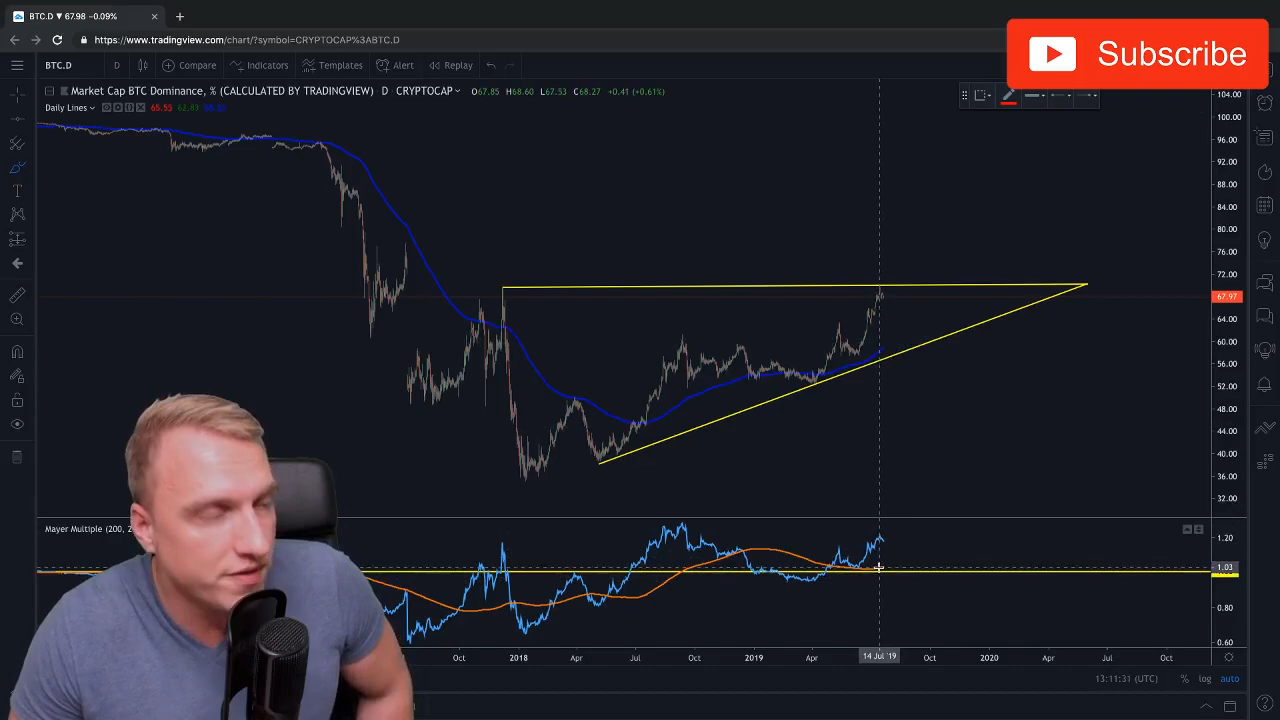 BTC.D ▼ 67.98 −0.09%
https://www.tradingview.com/chart/?symbol=CRYPTOCAP%3ABTC.D
Subscribe
BTC.D D Compare Indicators Templates Alert Replay
Market Cap BTC Dominance, % (CALCULATED BY TRADINGVIEW) D CRYPTOCAP O67.85 H68.60 L67.53 C68.27 +0.41 (+0.61%)
Daily Lines 65.55 62.83
104.00
100.00
96.00
92.00
88.00
84.00
80.00
76.00
72.00
67.97
64.00
60.00
56.00
52.00
48.00
44.00
40.00
36.00
32.00
Mayer Multiple (200, 2
1.20
1.03
0.80
0.60
Oct 2018 Apr Jul Oct 2019 Apr 14 Jul '19 Oct 2020 Apr Jul Oct
13:11:31 (UTC) % log auto